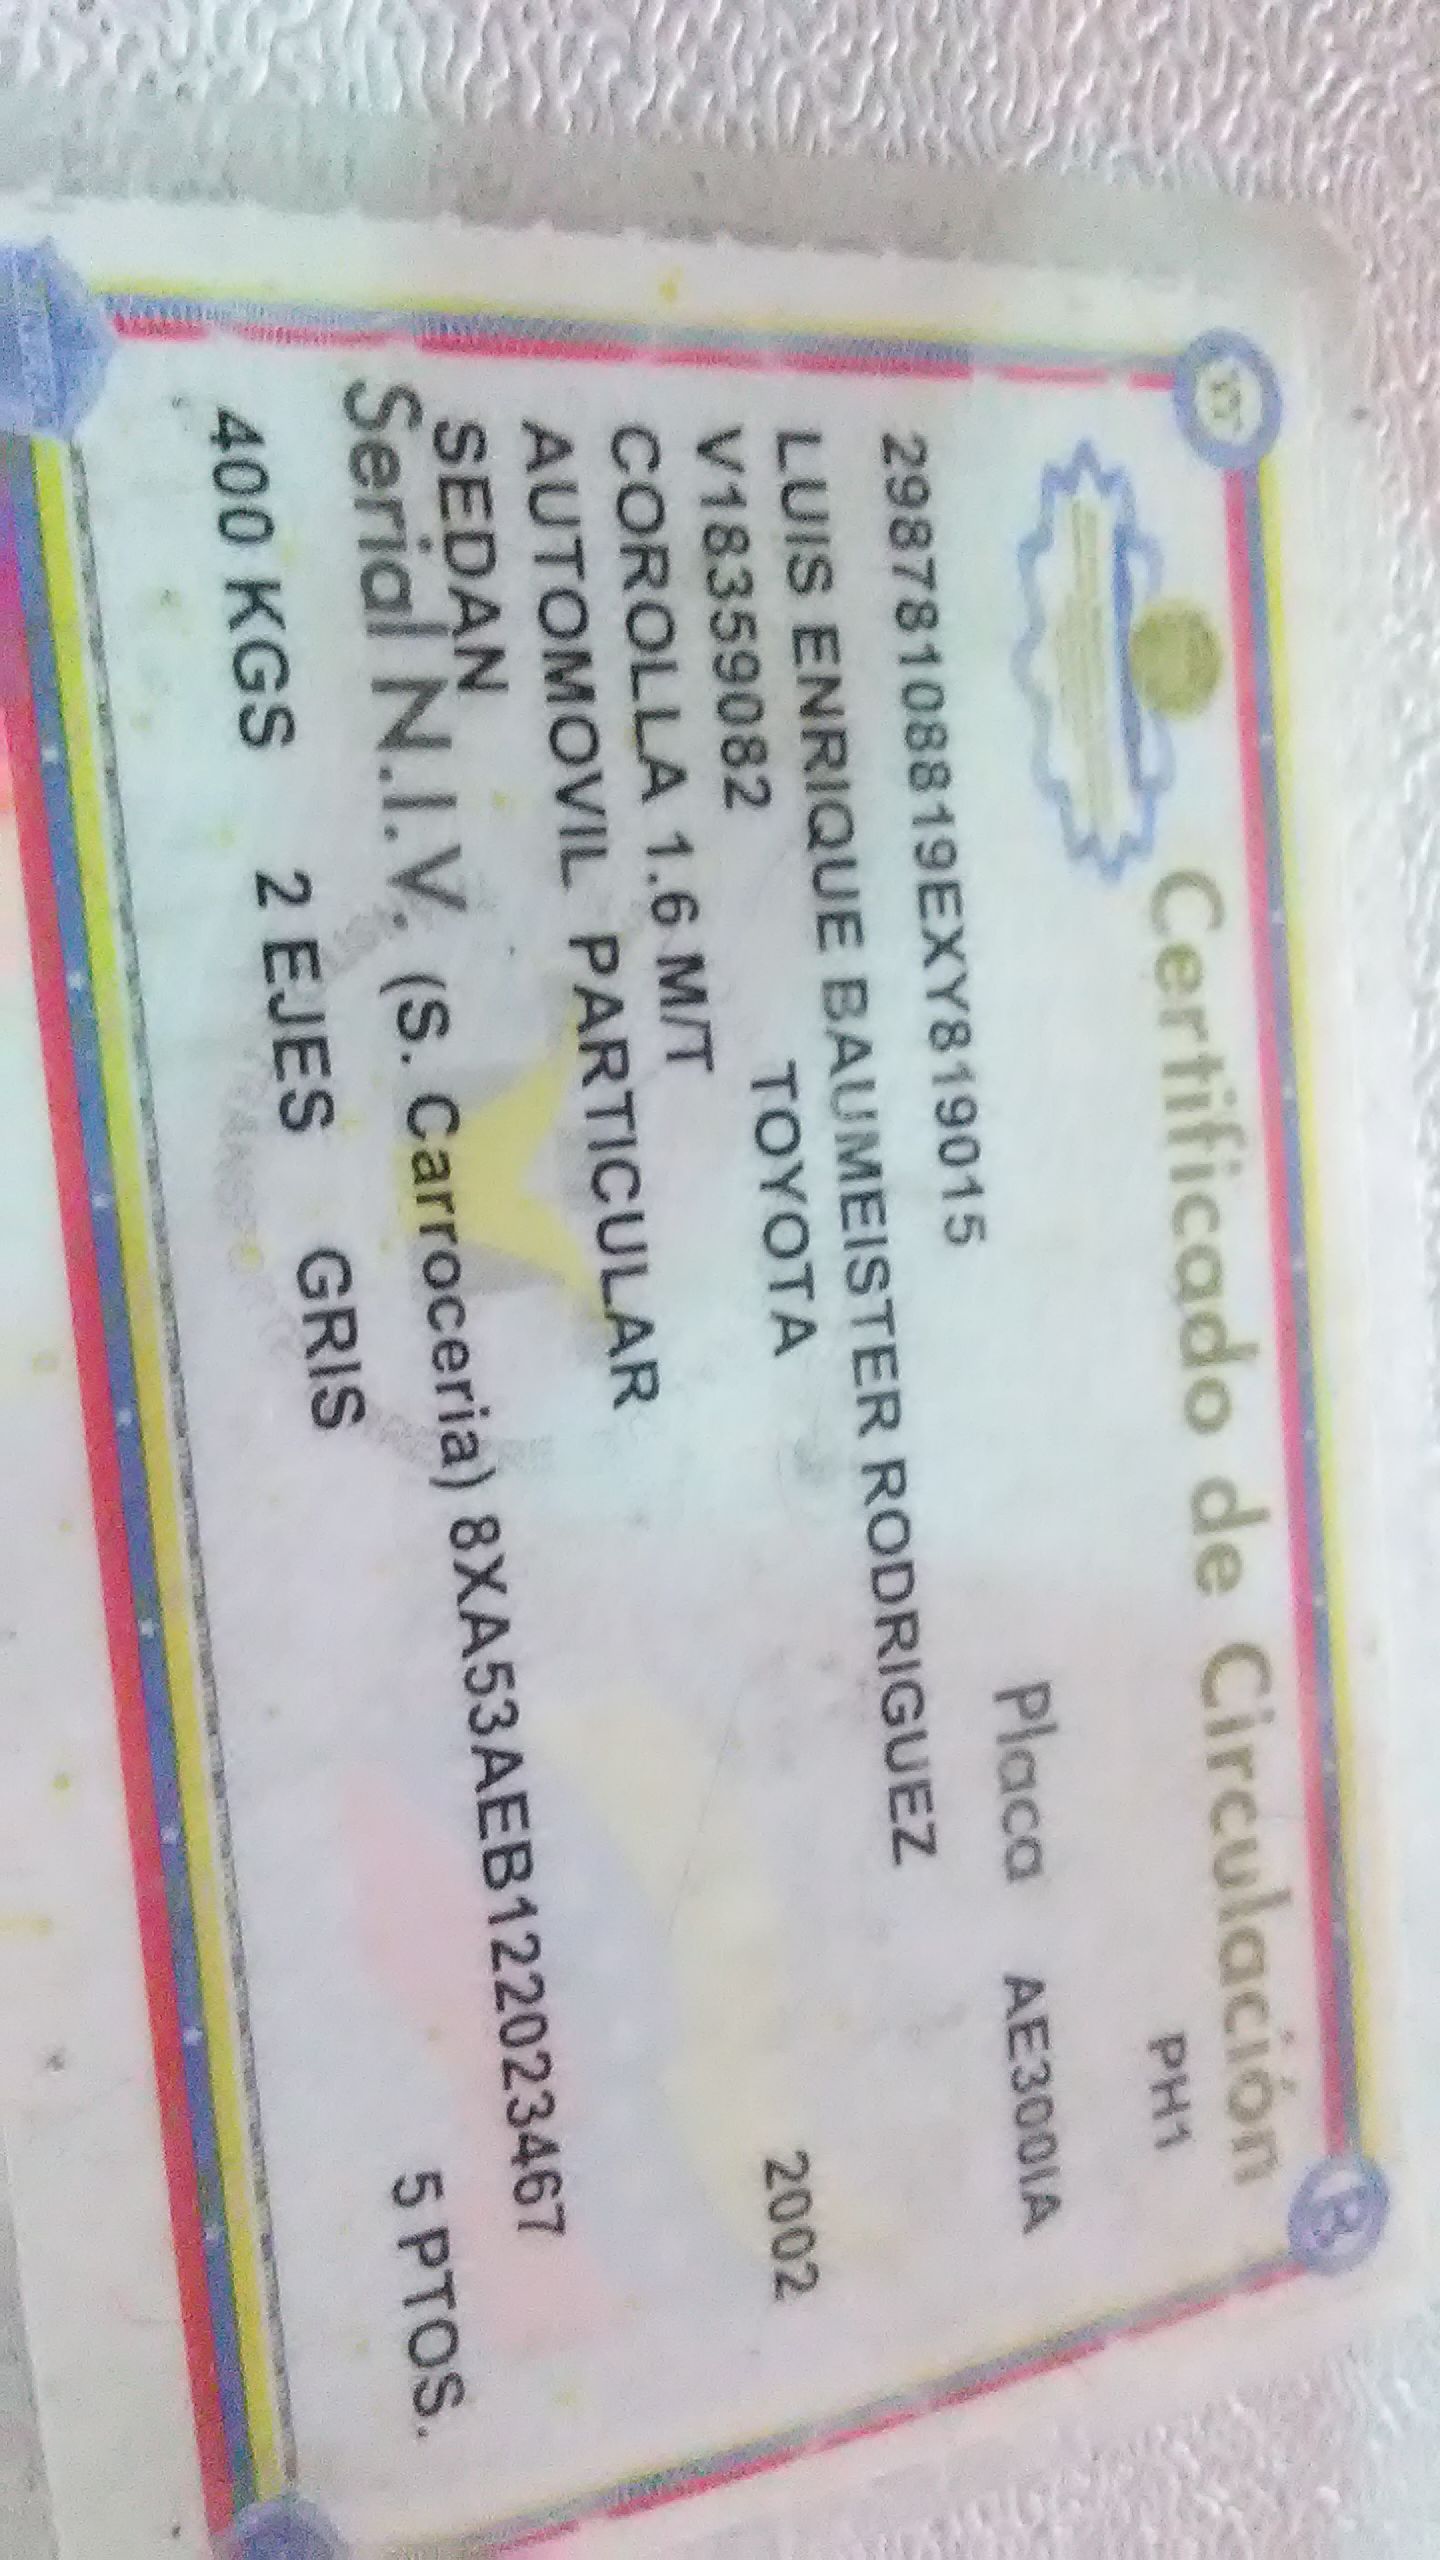 Certificado de Circulación
PH1
Placa AE300IA
29878108819EXY819015
LUIS ENRIQUE BAUMEISTER RODRIGUEZ
V18359082 TOYOTA 2002
COROLLA 1.6 M/T
AUTOMOVIL PARTICULAR
SEDAN
Serial N.I.V. (S. Carroceria) 8XA53AEB122023467
5 PTOS.
400 KGS 2 EJES GRIS